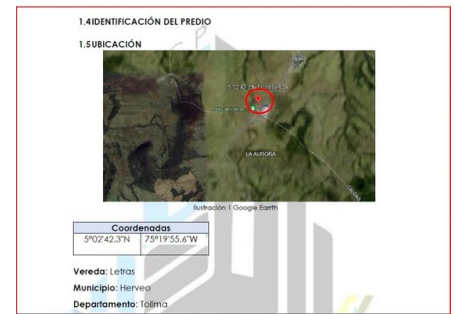 1.4IDENTIFICACIÓN DEL PREDIO
1.5UBICACIÓN
LA AURORA
Ilustración 1 Google Earrth
Coordenadas
5°02'42.3"N 75°19'55.6"W
Vereda: Letras
Municipio: Herveo
Departamento: Tolima